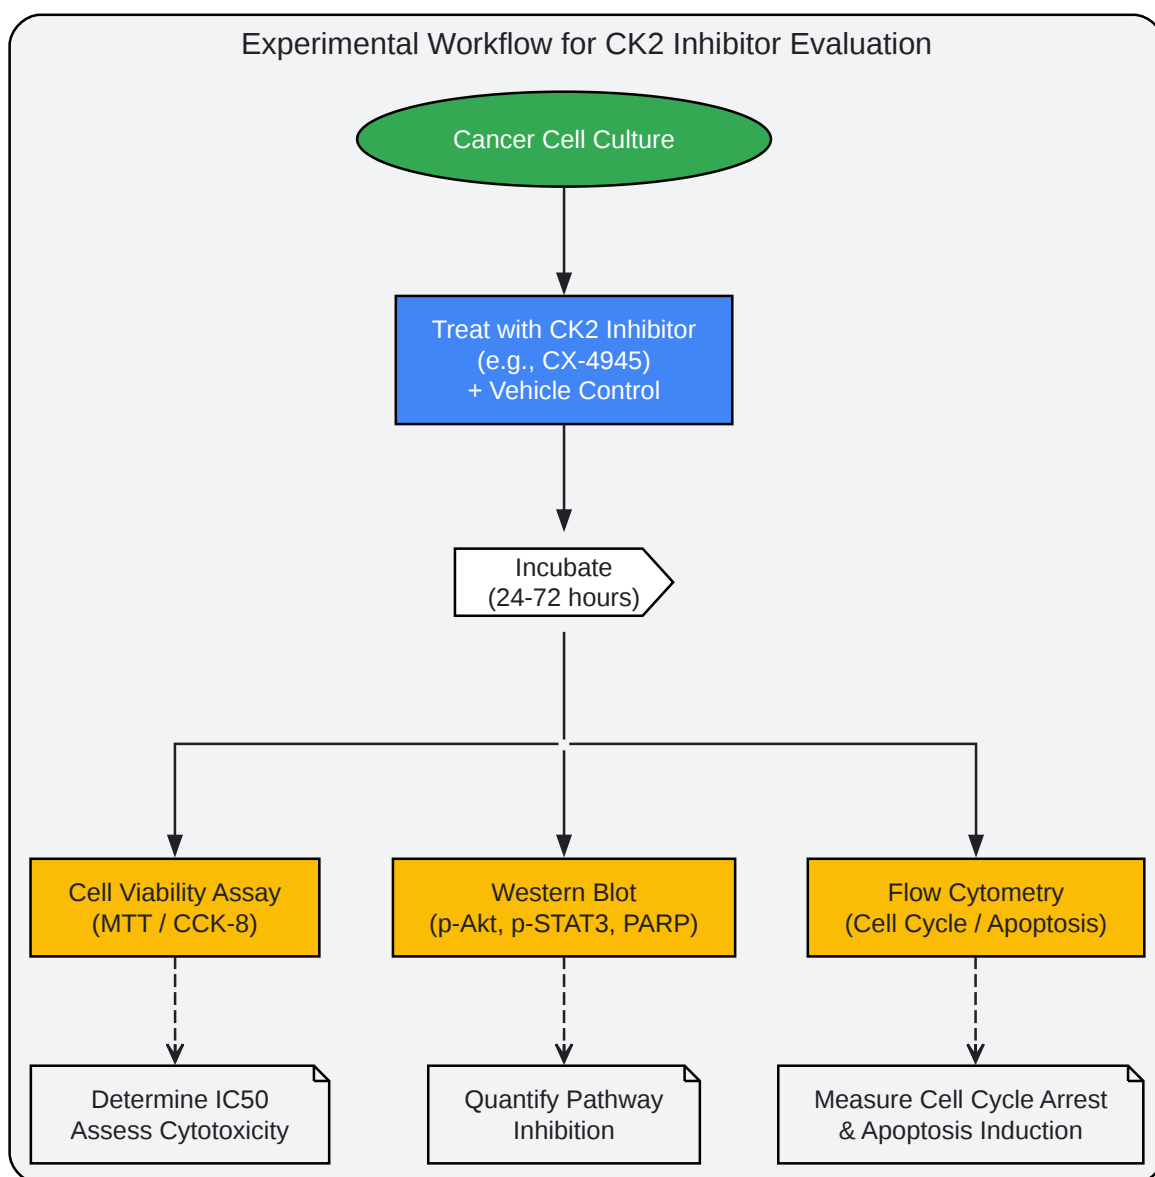 Experimental Workflow for CK2 Inhibitor Evaluation
Cancer Cell Culture
Treat with CK2 Inhibitor
(e.g., CX-4945)
+ Vehicle Control
Incubate
(24-72 hours)
Cell Viability Assay
(MTT / CCK-8)
Western Blot
(p-Akt, p-STAT3, PARP)
Flow Cytometry
(Cell Cycle / Apoptosis)
Determine IC50
Assess Cytotoxicity
Quantify Pathway
Inhibition
Measure Cell Cycle Arrest
& Apoptosis Induction